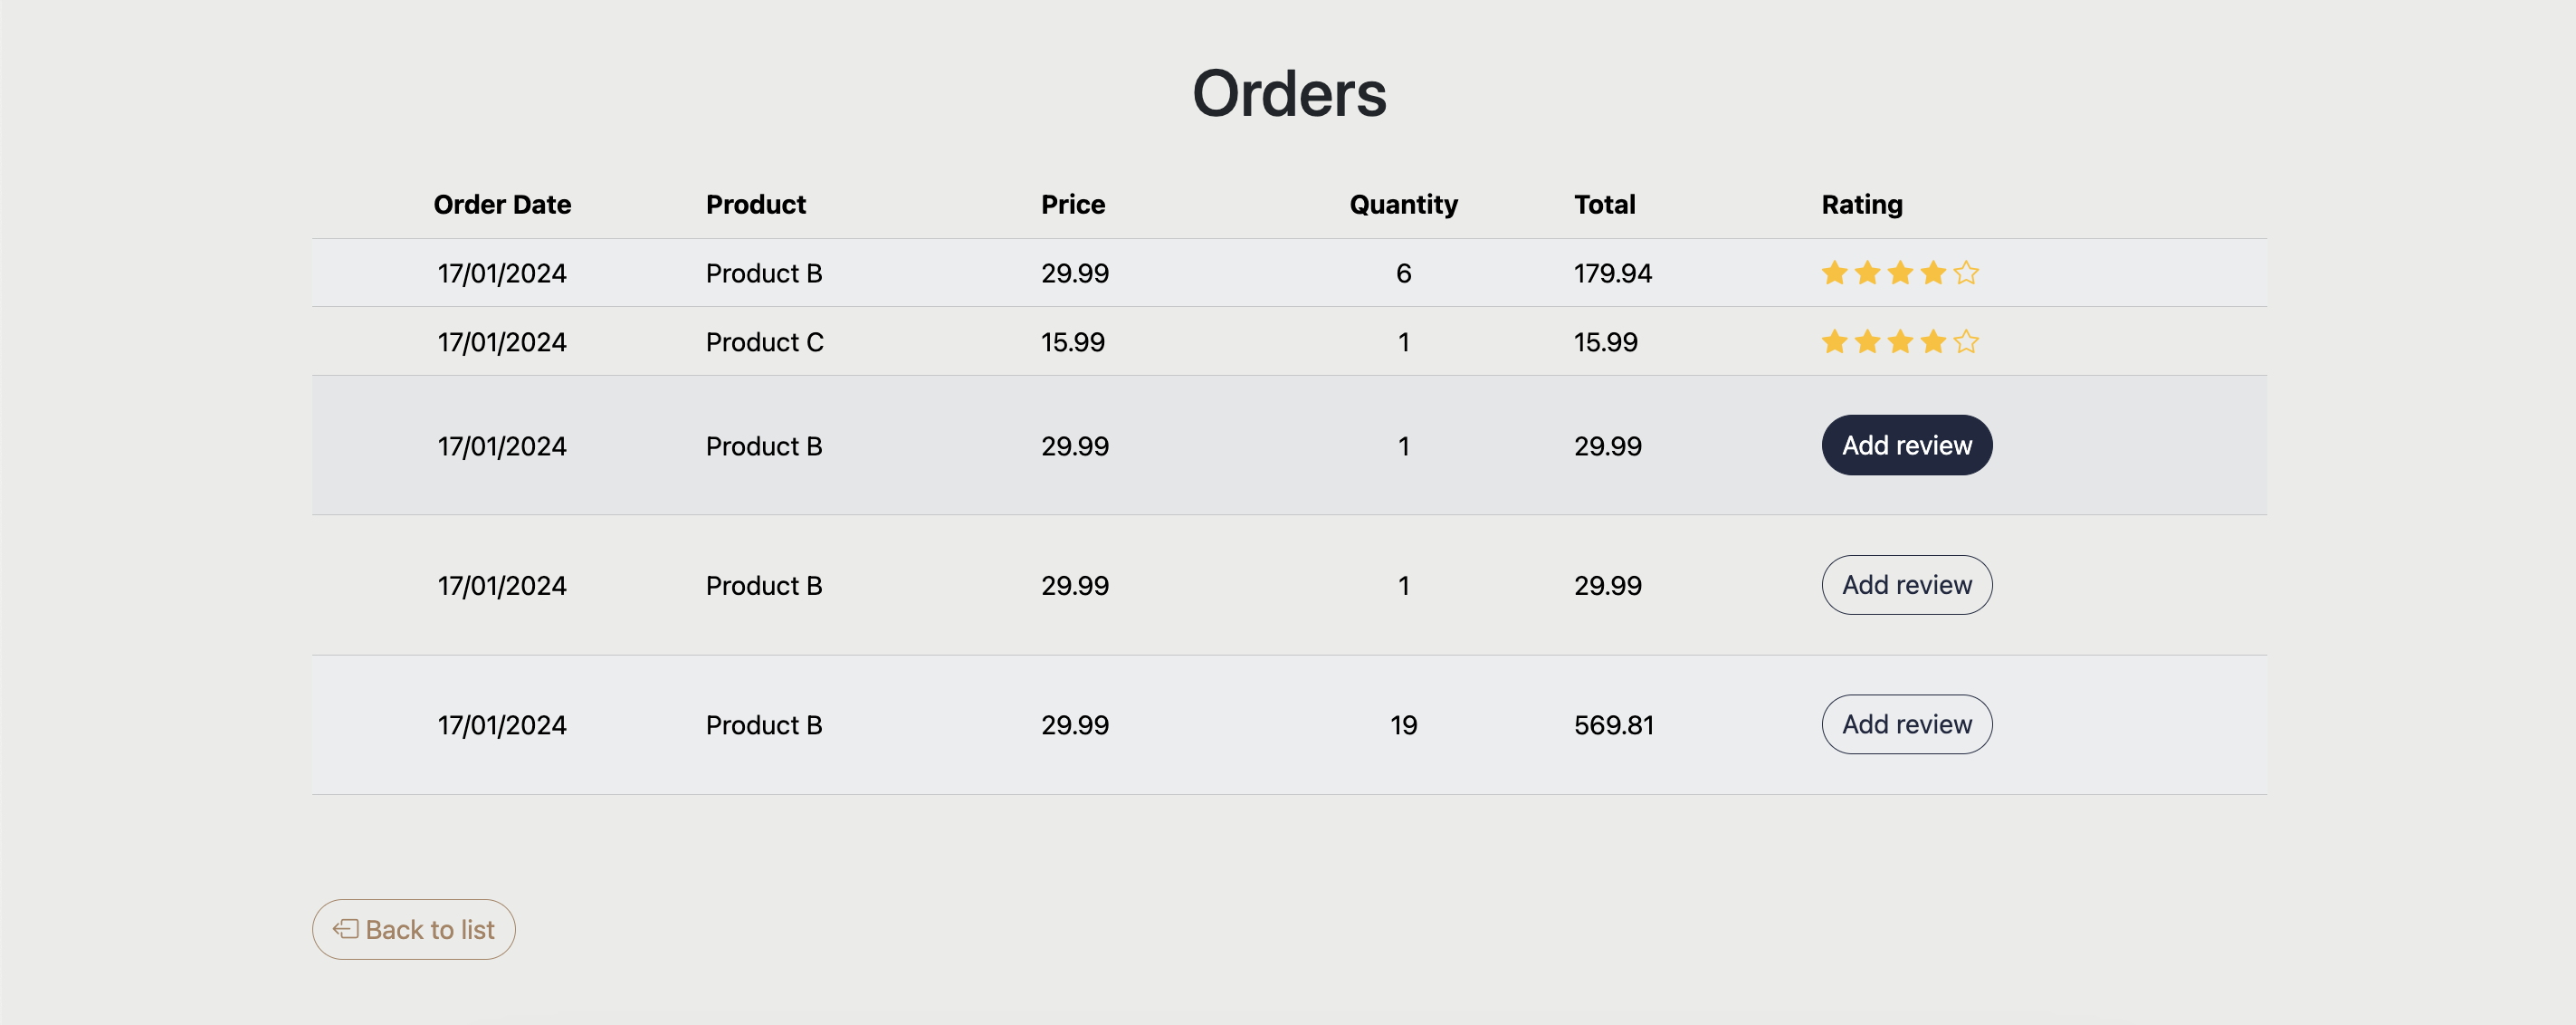 Orders
Order Date Product Price Quantity Total Rating
17/01/2024 Product B 29.99 6 179.94
17/01/2024 Product C 15.99 1 15.99
17/01/2024 Product B 29.99 1 29.99 Add review
17/01/2024 Product B 29.99 1 29.99 Add review
17/01/2024 Product B 29.99 19 569.81 Add review
Back to list